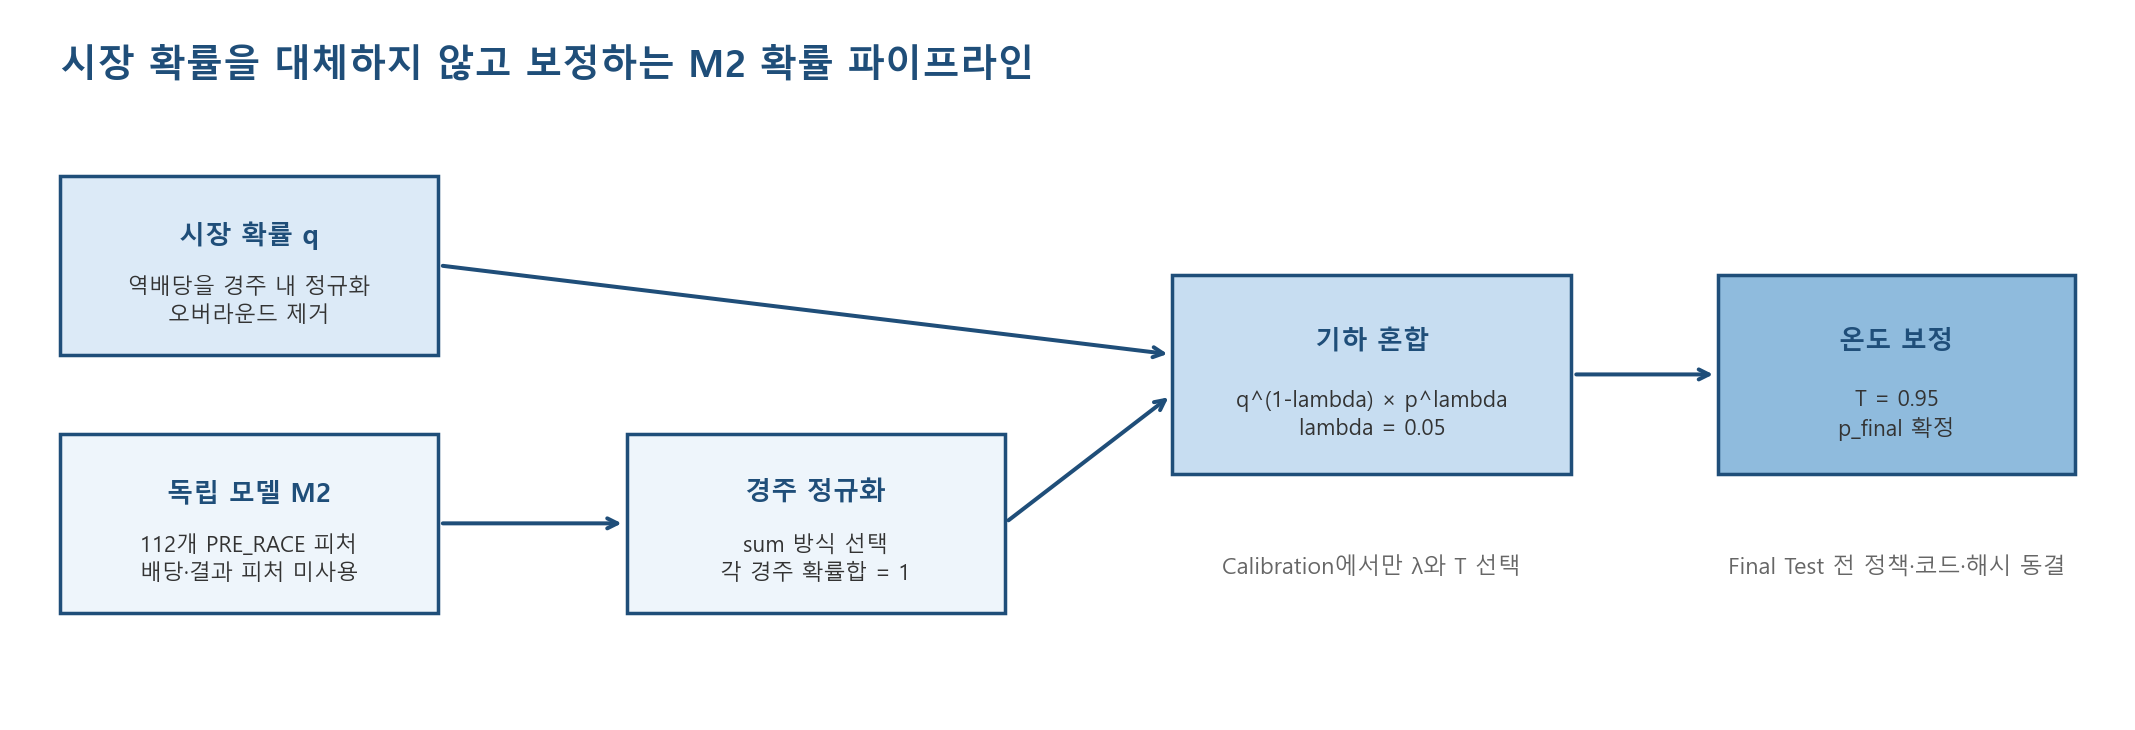 시장 확률을 대체하지 않고 보정하는 M2 확률 파이프라인
시장 확률 q
역배당을 경주 내 정규화
오버라운드 제거
독립 모델 M2
112개 PRE_RACE 피처
배당·결과 피처 미사용
경주 정규화
sum 방식 선택
각 경주 확률합 = 1
기하 혼합
q^(1-lambda) × p^lambda
lambda = 0.05
Calibration에서만 λ와 T 선택
온도 보정
T = 0.95
p_final 확정
Final Test 전 정책·코드·해시 동결